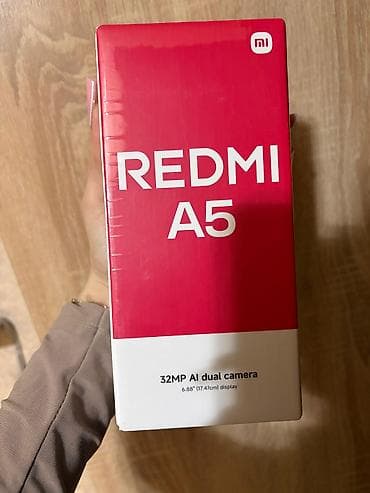 mi
REDMI
A5
32MP AI dual camera
6.88" (17.47cm) display